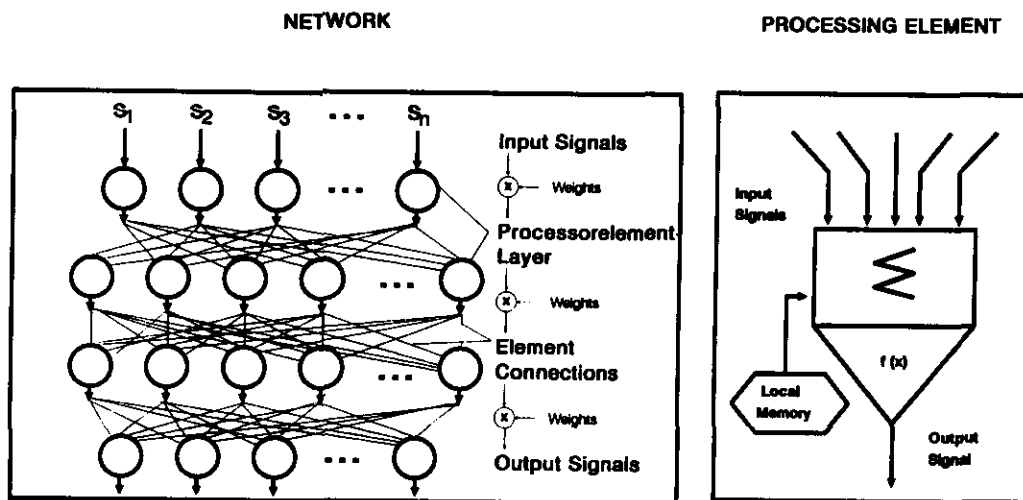 NETWORK
PROCESSING ELEMENT
S1 S2 S3 ... Sn
Input Signals
x Weights
Processorelement-
Layer
x Weights
Element
Connections
x Weights
Output Signals
Input
Signals
Σ
f (x)
Local
Memory
Output
Signal